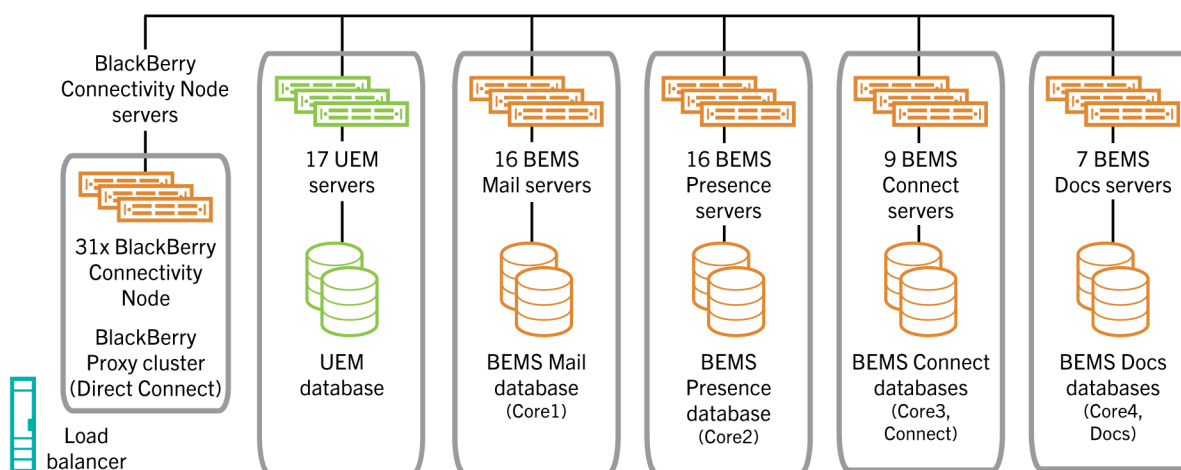 BlackBerry
Connectivity Node
servers
31x BlackBerry
Connectivity
Node
BlackBerry
Proxy cluster
(Direct Connect)
Load
balancer
17 UEM
servers
UEM
database
16 BEMS
Mail servers
BEMS Mail
database
(Core1)
16 BEMS
Presence
servers
BEMS
Presence
database
(Core2)
9 BEMS
Connect
servers
BEMS Connect
databases
(Core3,
Connect)
7 BEMS
Docs servers
BEMS Docs
databases
(Core4,
Docs)